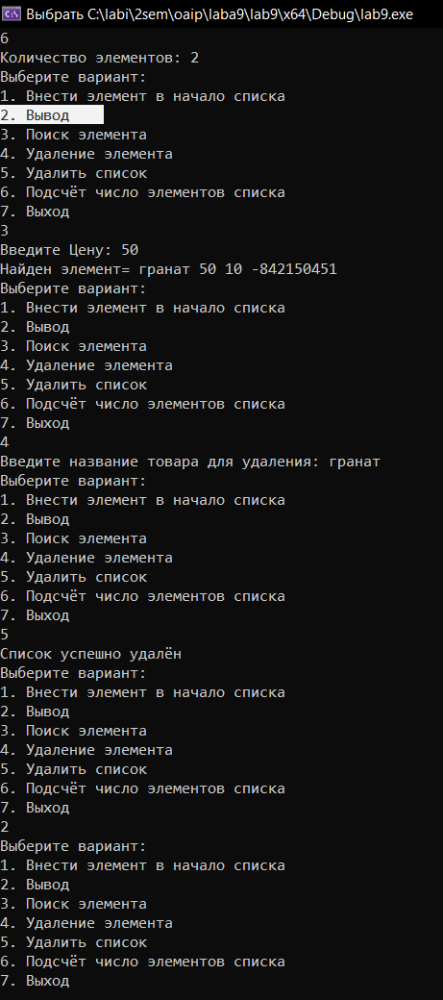 Выбрать C:\labi\2sem\oaip\laba9\lab9\x64\Debug\lab9.exe
6
Количество элементов: 2
Выберите вариант:
1. Внести элемент в начало списка
2. Вывод
3. Поиск элемента
4. Удаление элемента
5. Удалить список
6. Подсчёт число элементов списка
7. Выход
3
Введите Цену: 50
Найден элемент= гранат 50 10 -842150451
Выберите вариант:
1. Внести элемент в начало списка
2. Вывод
3. Поиск элемента
4. Удаление элемента
5. Удалить список
6. Подсчёт число элементов списка
7. Выход
4
Введите название товара для удаления: гранат
Выберите вариант:
1. Внести элемент в начало списка
2. Вывод
3. Поиск элемента
4. Удаление элемента
5. Удалить список
6. Подсчёт число элементов списка
7. Выход
5
Список успешно удалён
Выберите вариант:
1. Внести элемент в начало списка
2. Вывод
3. Поиск элемента
4. Удаление элемента
5. Удалить список
6. Подсчёт число элементов списка
7. Выход
2
Выберите вариант:
1. Внести элемент в начало списка
2. Вывод
3. Поиск элемента
4. Удаление элемента
5. Удалить список
6. Подсчёт число элементов списка
7. Выход